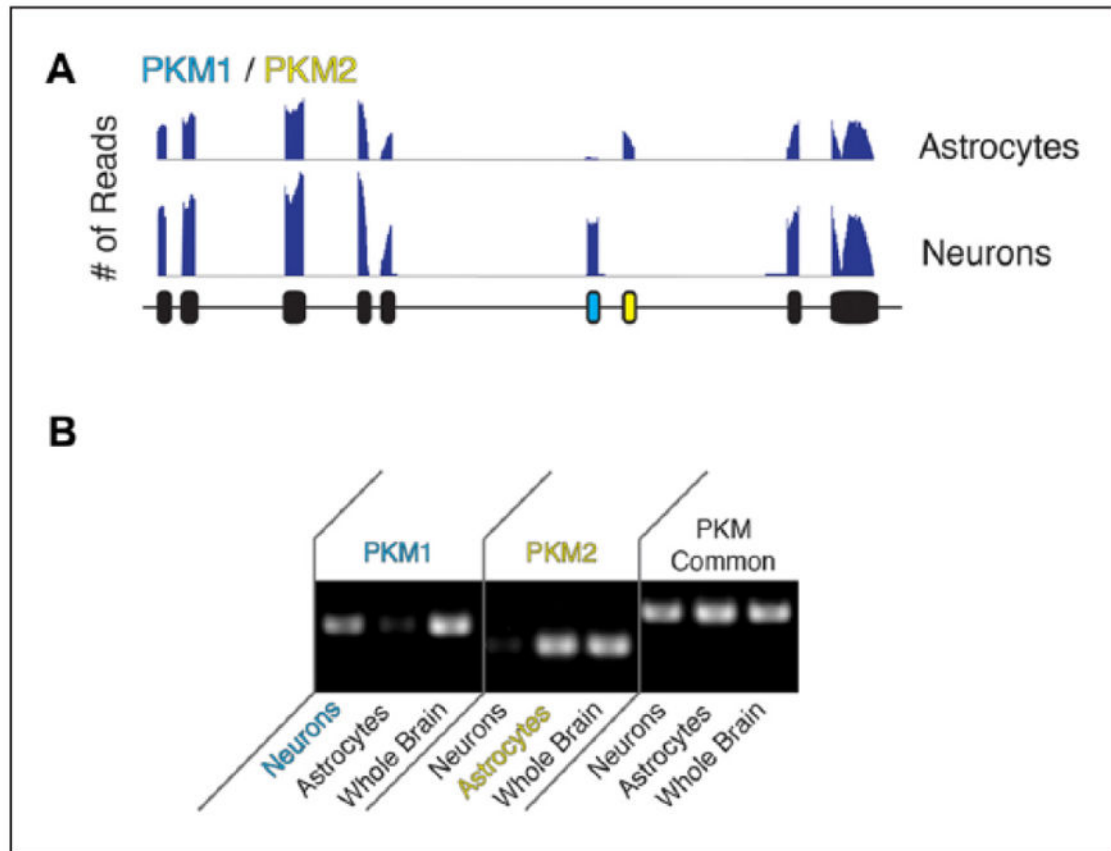 A
PKM1 / PKM2
# of Reads
Astrocytes
Neurons
B
PKM1
PKM2
PKM
Common
Neurons
Astrocytes
Whole Brain
Neurons
Astrocytes
Whole Brain
Neurons
Astrocytes
Whole Brain